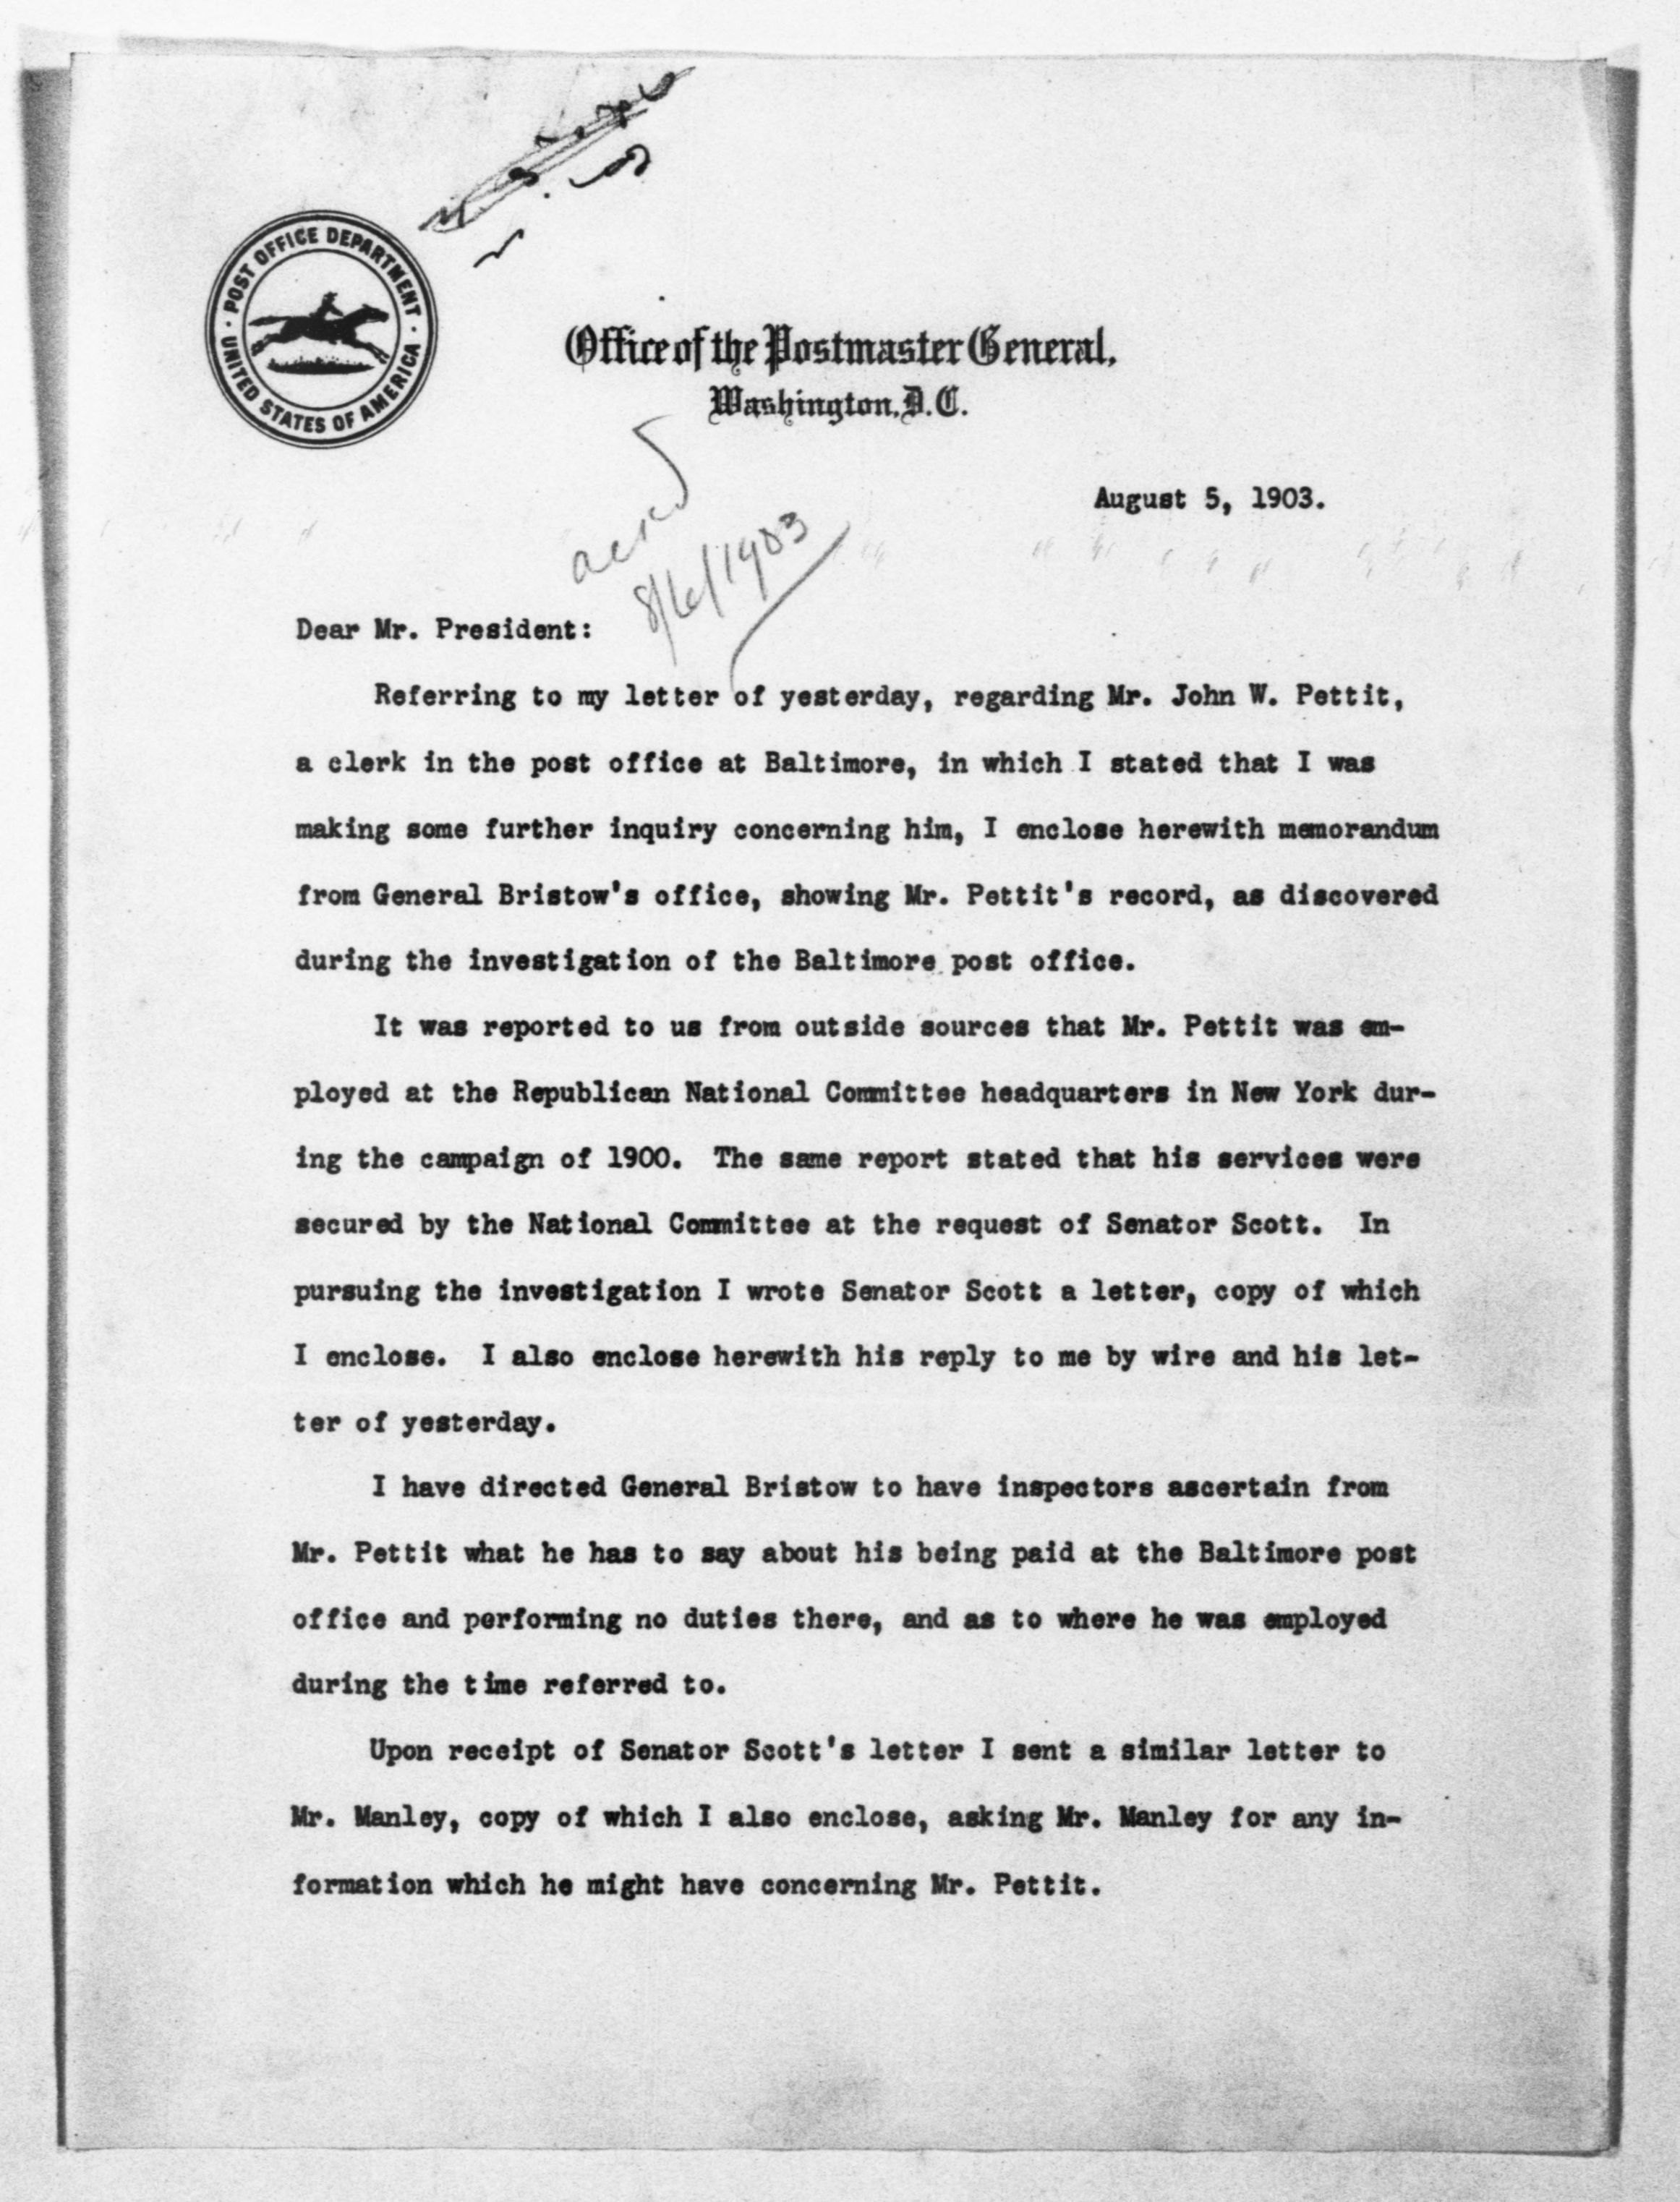 POST OFFICE DEPARTMENT
UNITED STATES OF AMERICA
Office of the Postmaster General,
Washington, D.C.
ackd
8/6/1903
August 5, 1903.
Dear Mr. President:
Referring to my letter of yesterday, regarding Mr. John W. Pettit,
a clerk in the post office at Baltimore, in which I stated that I was
making some further inquiry concerning him, I enclose herewith memorandum
from General Bristow's office, showing Mr. Pettit's record, as discovered
during the investigation of the Baltimore post office.
It was reported to us from outside sources that Mr. Pettit was em-
ployed at the Republican National Committee headquarters in New York dur-
ing the campaign of 1900. The same report stated that his services were
secured by the National Committee at the request of Senator Scott. In
pursuing the investigation I wrote Senator Scott a letter, copy of which
I enclose. I also enclose herewith his reply to me by wire and his let-
ter of yesterday.
I have directed General Bristow to have inspectors ascertain from
Mr. Pettit what he has to say about his being paid at the Baltimore post
office and performing no duties there, and as to where he was employed
during the time referred to.
Upon receipt of Senator Scott's letter I sent a similar letter to
Mr. Manley, copy of which I also enclose, asking Mr. Manley for any in-
formation which he might have concerning Mr. Pettit.